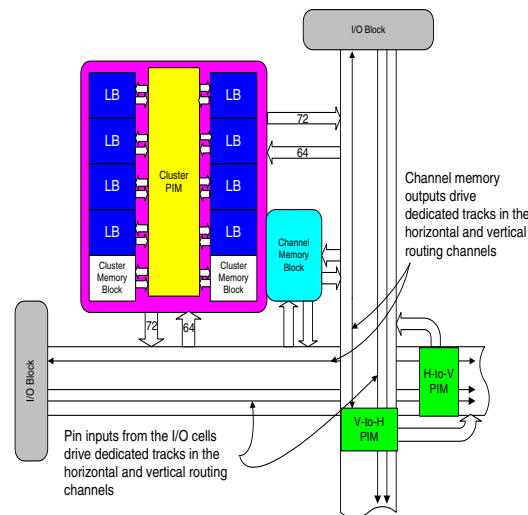 I/O Block
LB
LB
LB
LB
LB
LB
LB
LB
Cluster
PIM
Cluster
Memory
Block
Cluster
Memory
Block
72
64
Channel
Memory
Block
Channel memory
outputs drive
dedicated tracks in the
horizontal and vertical
routing channels
72
64
I/O Block
H-to-V
PIM
V-to-H
PIM
Pin inputs from the I/O cells
drive dedicated tracks in the
horizontal and vertical routing
channels